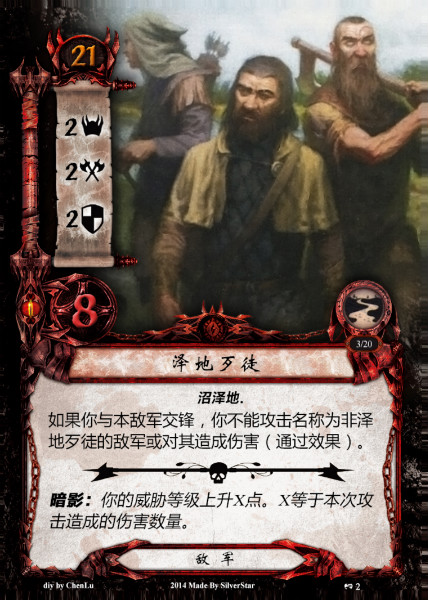 21
2
2
2
8
3/20
泽地歹徒
沼泽地.
如果你与本敌军交锋，你不能攻击名称为非泽
地歹徒的敌军或对其造成伤害（通过效果）。
暗影：你的威胁等级上升X点。X等于本次攻
击造成的伤害数量。
敌 军
diy by ChenLu
2014 Made By SilverStar
2